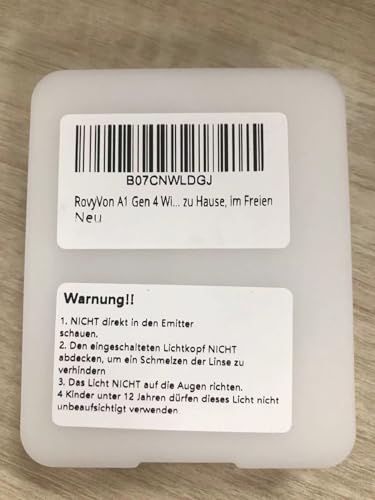 B07CNWLDGJ
RovyVon A1 Gen 4 Wi... zu Hause, im Freien
Neu
Warnung!!
1. NICHT direkt in den Emitter
schauen.
2. Den eingeschalteten Lichtkopf NICHT
abdecken, um ein Schmelzen der Linse zu
verhindern
3. Das Licht NICHT auf die Augen richten.
4 Kinder unter 12 Jahren dürfen dieses Licht nicht
unbeaufsichtigt verwenden